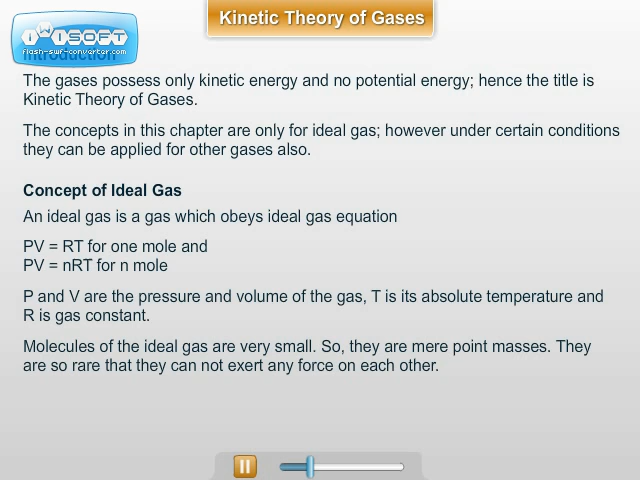 Kinetic Theory of Gases
iWiSOFT
flash-swf-converter.com
Introduction
The gases possess only kinetic energy and no potential energy; hence the title is
Kinetic Theory of Gases.
The concepts in this chapter are only for ideal gas; however under certain conditions
they can be applied for other gases also.
Concept of Ideal Gas
An ideal gas is a gas which obeys ideal gas equation
PV = RT for one mole and
PV = nRT for n mole
P and V are the pressure and volume of the gas, T is its absolute temperature and
R is gas constant.
Molecules of the ideal gas are very small. So, they are mere point masses. They
are so rare that they can not exert any force on each other.